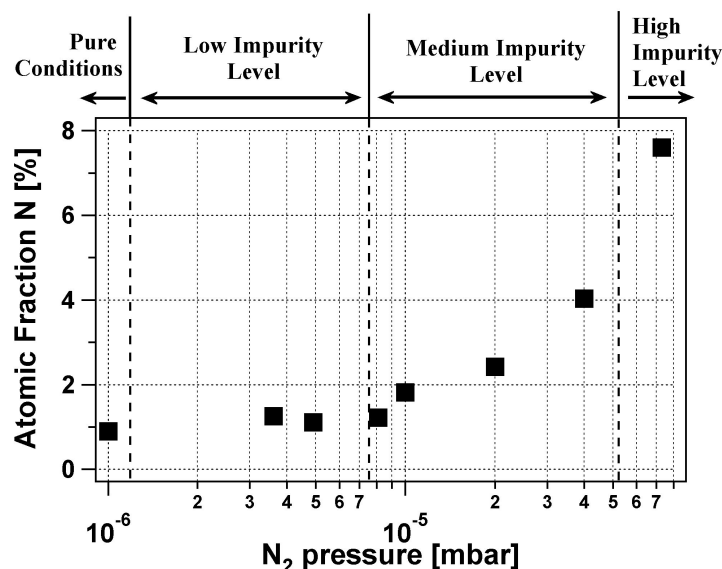 Pure
Conditions
Low Impurity
Level
Medium Impurity
Level
High
Impurity
Level
Atomic Fraction N [%]
8
6
4
2
0
2 3 4 5 6 7 2 3 4 5 6 7
10⁻⁶ 10⁻⁵
N₂ pressure [mbar]